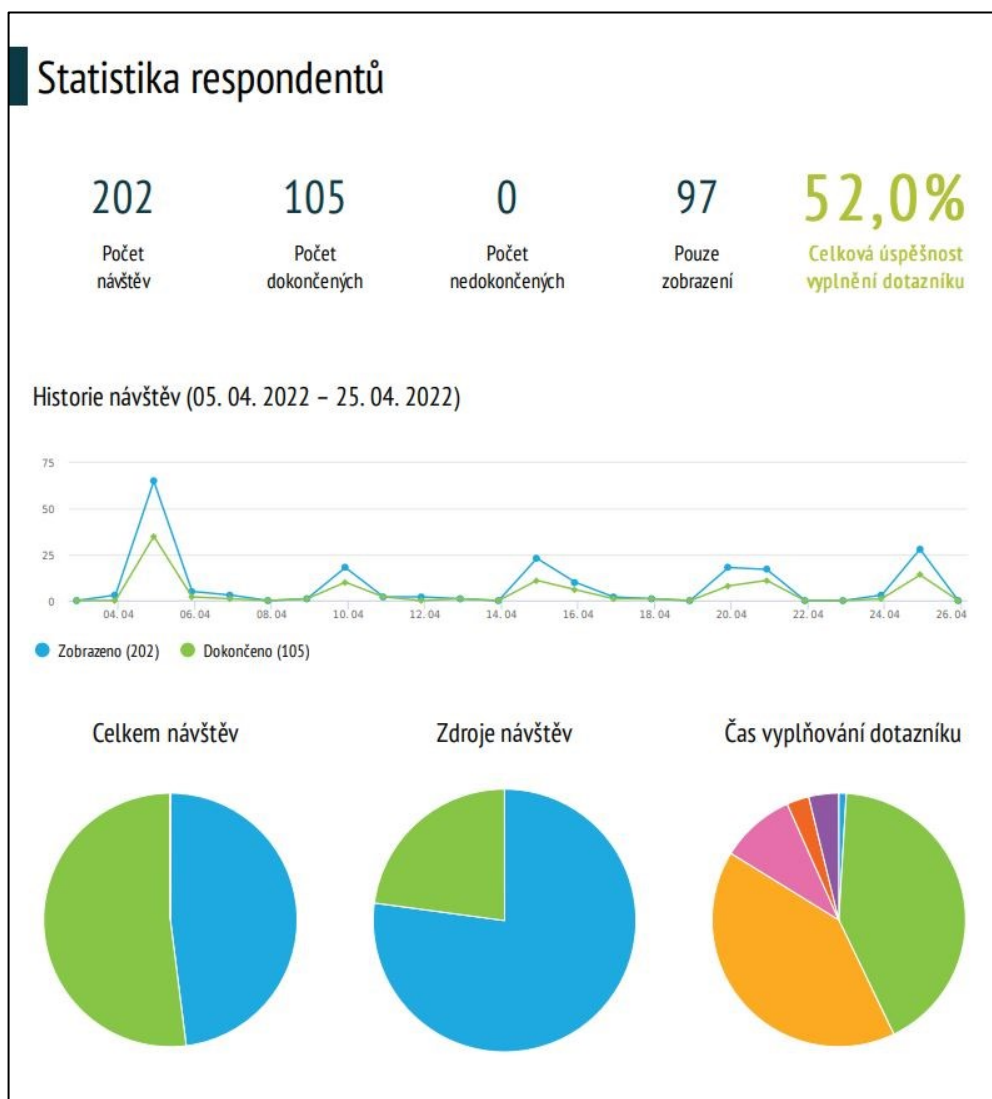 Statistika respondentů
202 105 0 97 52,0%
Počet Počet Počet Pouze Celková úspěšnost
návštěv dokončených nedokončených zobrazení vyplnění dotazníku
Historie návštěv (05. 04. 2022 – 25. 04. 2022)
75
50
25
0
04. 04 06. 04 08. 04 10. 04 12. 04 14. 04 16. 04 18. 04 20. 04 22. 04 24. 04 26. 04
Zobrazeno (202) Dokončeno (105)
Celkem návštěv Zdroje návštěv Čas vyplňování dotazníku